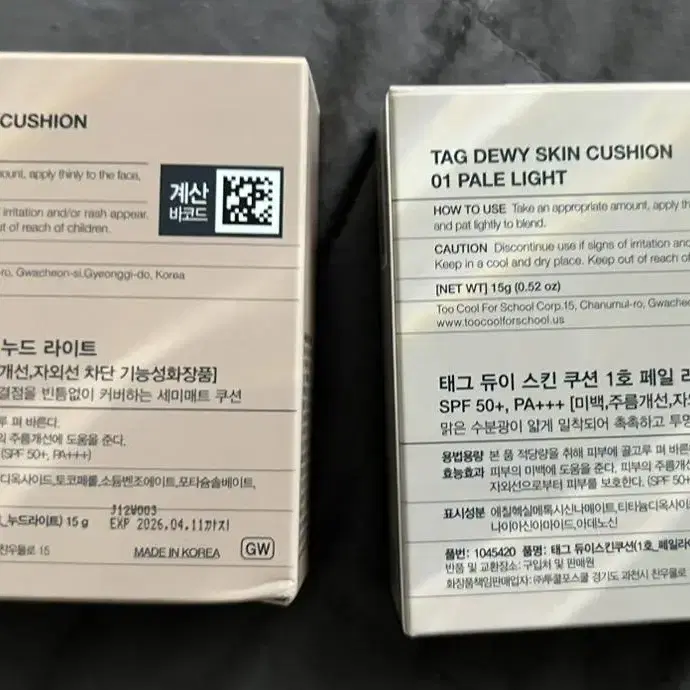 CUSHION
ount, apply thinly to the face,
irritation and/or rash appear.
ut of reach of children.
계산
바코드
-ro, Gwacheon-si,Gyeonggi-do, Korea
누드 라이트
개선,자외선 차단 기능성화장품]
결점을 빈틈없이 커버하는 세미매트 쿠션
루 펴 바른다.
의 주름개선에 도움을 준다.
(SPF 50+, PA+++)
디옥사이드,토코페롤,소듐벤조에이트,포타슘솔베이트,
J12W003
_누드라이트) 15 g
EXP 2026.04.11까지
친우물로 15
MADE IN KOREA
GW
TAG DEWY SKIN CUSHION
01 PALE LIGHT
HOW TO USE Take an appropriate amount, apply th
and pat lightly to blend.
CAUTION Discontinue use if signs of irritation and
Keep in a cool and dry place. Keep out of reach of
[NET WT] 15g (0.52 oz)
Too Cool For School Corp.15, Chanumul-ro, Gwache
www.toocoolforschool.us
태그 듀이 스킨 쿠션 1호 페일 라
SPF 50+, PA+++ [미백,주름개선,자외
맑은 수분광이 얇게 밀착되어 촉촉하고 투명
용법용량 본 품 적당량을 취해 피부에 골고루 펴 바른
효능효과 피부의 미백에 도움을 준다. 피부의 주름개선
자외선으로부터 피부를 보호한다. (SPF 50+
표시성분 에칠헥실메톡시신나메이트,티타늄디옥사이
나이아신아마이드,아데노신
품번: 1045420 품명: 태그 듀이스킨쿠션(1호_페일라이
반품 및 교환장소: 구입처 및 판매원
화장품책임판매업자: ㈜투쿨포스쿨 경기도 과천시 찬우물로